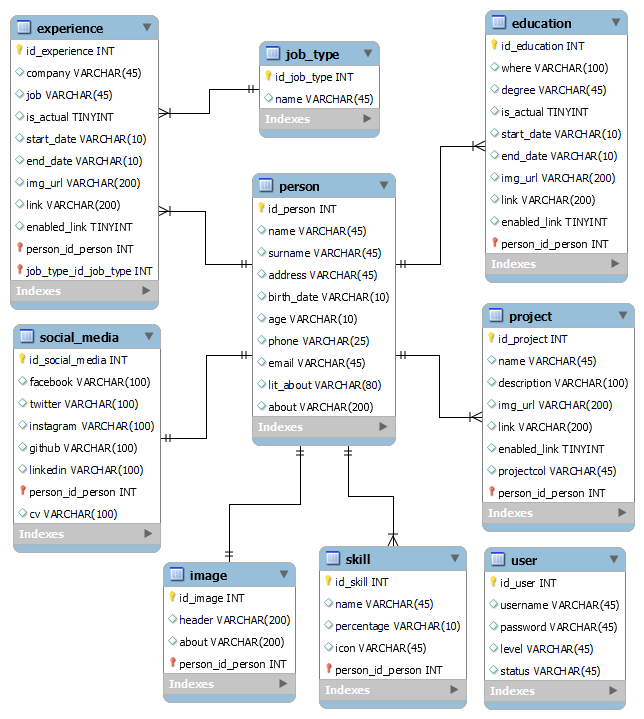 experience
id_experience INT
company VARCHAR(45)
job VARCHAR(45)
is_actual TINYINT
start_date VARCHAR(10)
end_date VARCHAR(10)
img_url VARCHAR(200)
link VARCHAR(200)
enabled_link TINYINT
person_id_person INT
job_type_id_job_type INT
Indexes
job_type
id_job_type INT
name VARCHAR(45)
Indexes
education
id_education INT
where VARCHAR(100)
degree VARCHAR(45)
is_actual TINYINT
start_date VARCHAR(10)
end_date VARCHAR(10)
img_url VARCHAR(200)
link VARCHAR(200)
enabled_link TINYINT
person_id_person INT
Indexes
person
id_person INT
name VARCHAR(45)
surname VARCHAR(45)
address VARCHAR(45)
birth_date VARCHAR(10)
age VARCHAR(10)
phone VARCHAR(25)
email VARCHAR(45)
lit_about VARCHAR(80)
about VARCHAR(200)
Indexes
social_media
id_social_media INT
facebook VARCHAR(100)
twitter VARCHAR(100)
instagram VARCHAR(100)
github VARCHAR(100)
linkedin VARCHAR(100)
person_id_person INT
cv VARCHAR(100)
Indexes
project
id_project INT
name VARCHAR(45)
description VARCHAR(100)
img_url VARCHAR(200)
link VARCHAR(200)
enabled_link TINYINT
projectcol VARCHAR(45)
person_id_person INT
Indexes
image
id_image INT
header VARCHAR(200)
about VARCHAR(200)
person_id_person INT
Indexes
skill
id_skill INT
name VARCHAR(45)
percentage VARCHAR(10)
icon VARCHAR(45)
person_id_person INT
Indexes
user
id_user INT
username VARCHAR(45)
password VARCHAR(45)
level VARCHAR(45)
status VARCHAR(45)
Indexes